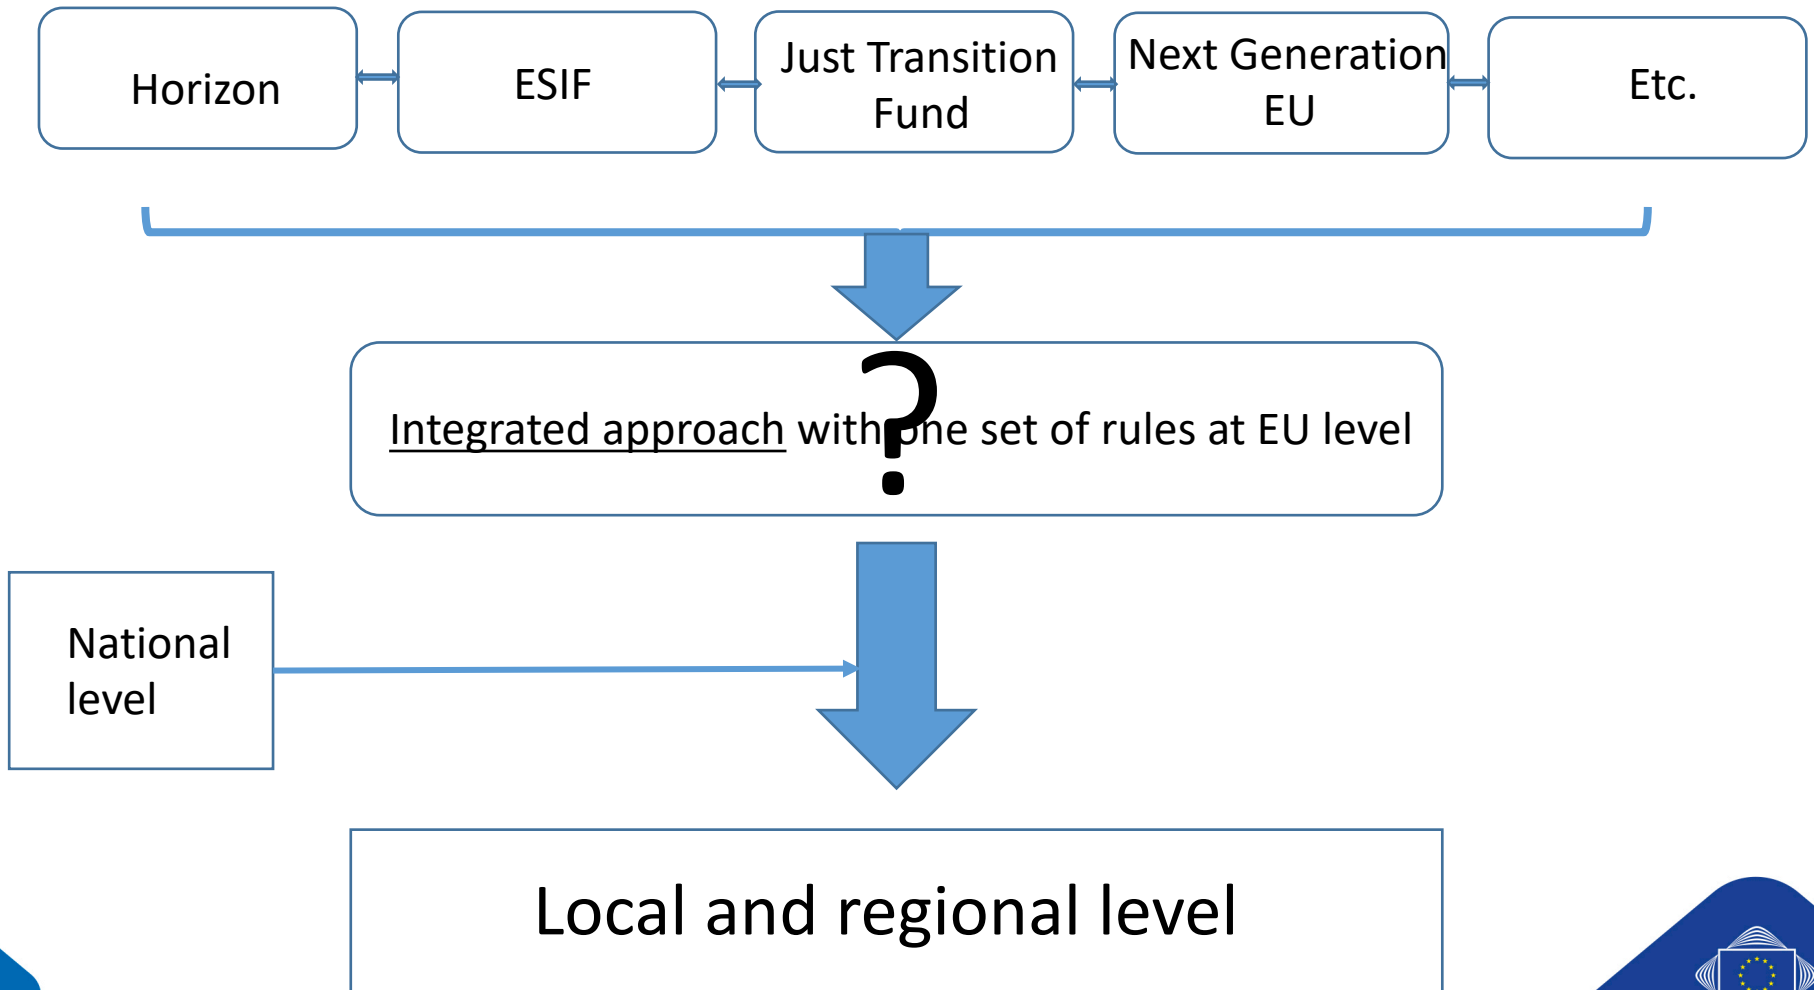 Horizon
ESIF
Just Transition
Fund
Next Generation
EU
Etc.
?
Integrated approach with one set of rules at EU level
National
level
Local and regional level